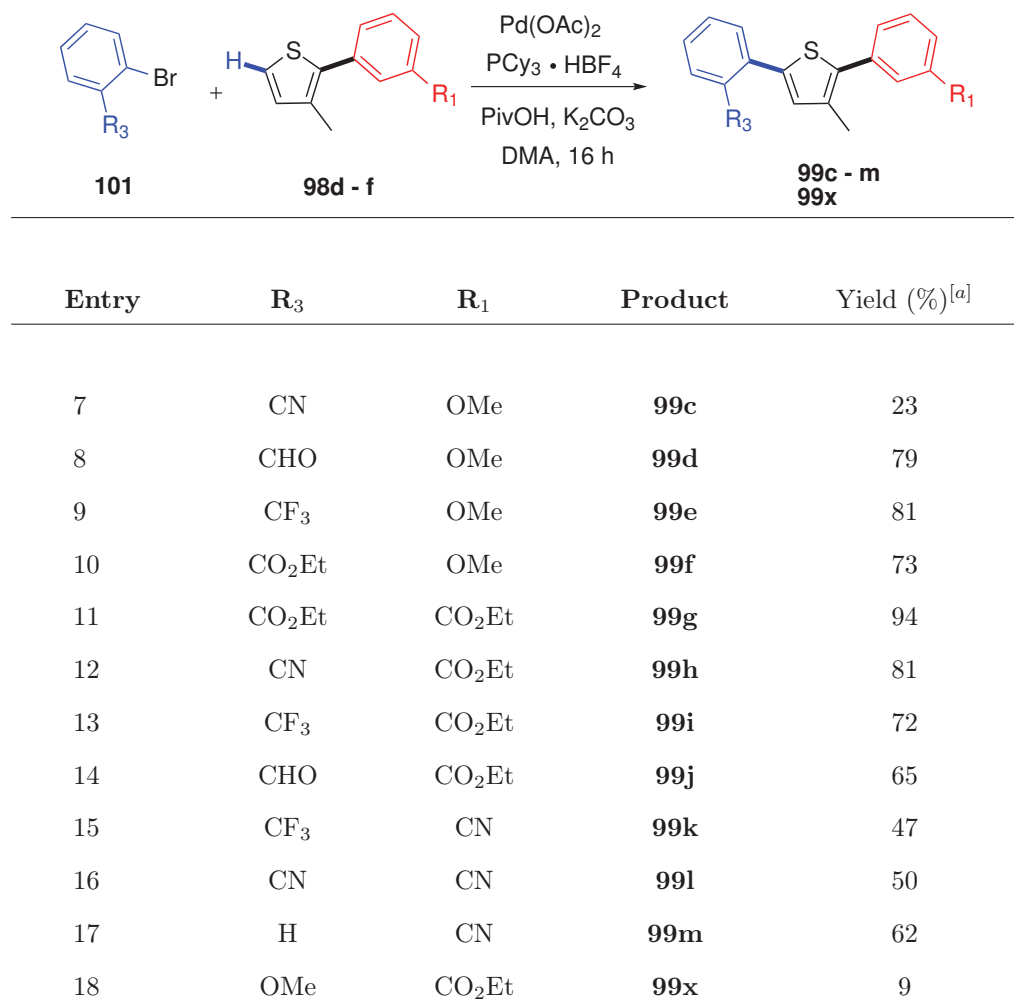 Br
R₃
101
+
H
S
R₁
98d - f
Pd(OAc)₂
PCy₃ • HBF₄
PivOH, K₂CO₃
DMA, 16 h
S
R₃
R₁
99c - m
99x
Entry R₃ R₁ Product Yield (%)[a]
7 CN OMe 99c 23
8 CHO OMe 99d 79
9 CF₃ OMe 99e 81
10 CO₂Et OMe 99f 73
11 CO₂Et CO₂Et 99g 94
12 CN CO₂Et 99h 81
13 CF₃ CO₂Et 99i 72
14 CHO CO₂Et 99j 65
15 CF₃ CN 99k 47
16 CN CN 99l 50
17 H CN 99m 62
18 OMe CO₂Et 99x 9